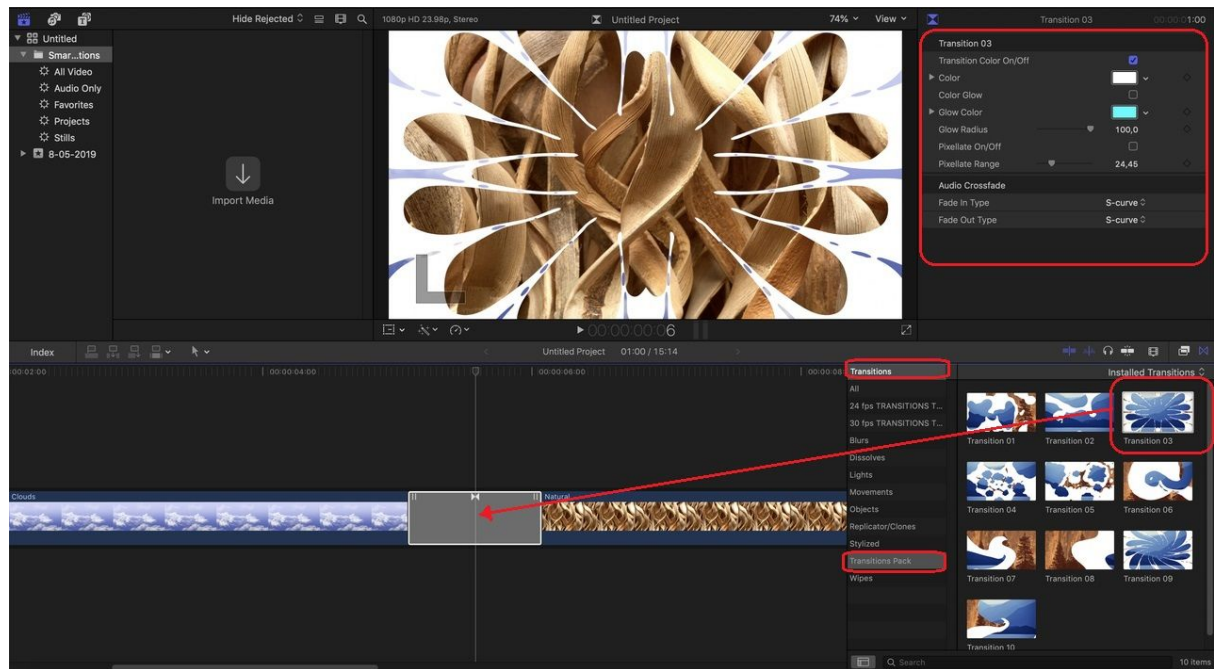 Hide Rejected
1080p HD 23.98p, Stereo
Untitled Project
74%
View
Transition 03
00:00:01:00
Untitled
Smar...tions
All Video
Audio Only
Favorites
Projects
Stills
8-05-2019
Import Media
Transition 03
Transition Color On/Off
Color
Color Glow
Glow Color
Glow Radius
100,0
Pixellate On/Off
Pixellate Range
24,45
Audio Crossfade
Fade In Type
S-curve
Fade Out Type
S-curve
00:00:00:06
Index
Untitled Project
01:00 / 15:14
Installed Transitions
00:00:02:00
00:00:04:00
00:00:06:00
Clouds
Natural
Transitions
All
24 fps TRANSITIONS T...
30 fps TRANSITIONS T...
Blurs
Dissolves
Lights
Movements
Objects
Replicator/Clones
Stylized
Transitions Pack
Wipes
Transition 01
Transition 02
Transition 03
Transition 04
Transition 05
Transition 06
Transition 07
Transition 08
Transition 09
Transition 10
Search
10 items